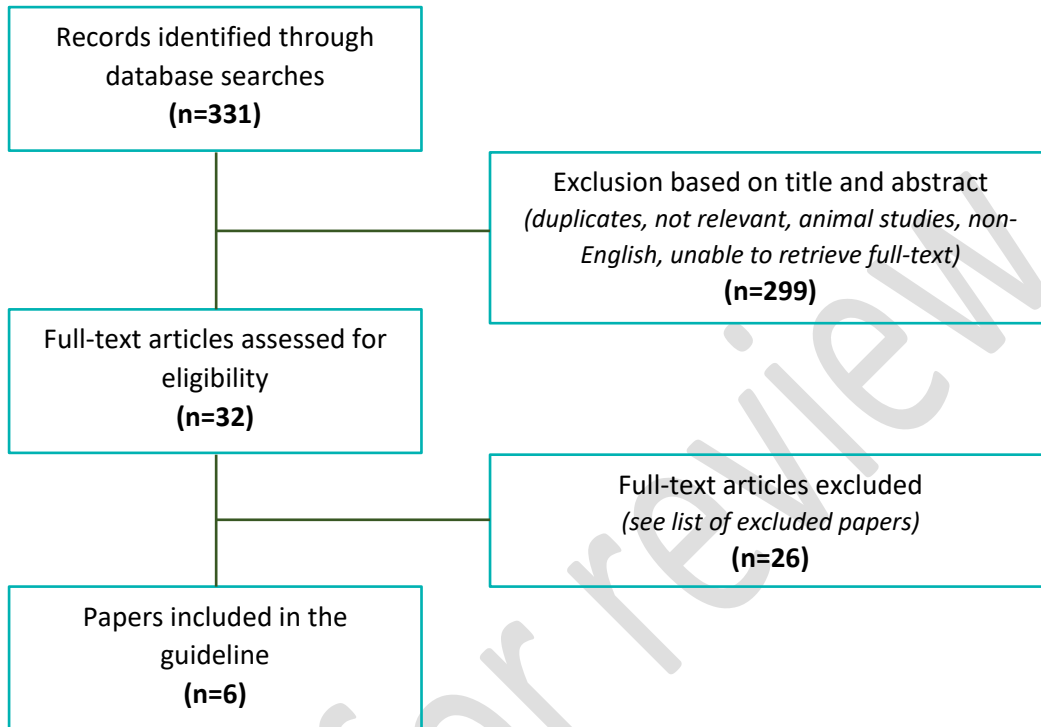 Records identified through
database searches
(n=331)
Exclusion based on title and abstract
(duplicates, not relevant, animal studies, non-
English, unable to retrieve full-text)
(n=299)
Full-text articles assessed for
eligibility
(n=32)
Full-text articles excluded
(see list of excluded papers)
(n=26)
Papers included in the
guideline
(n=6)
for review